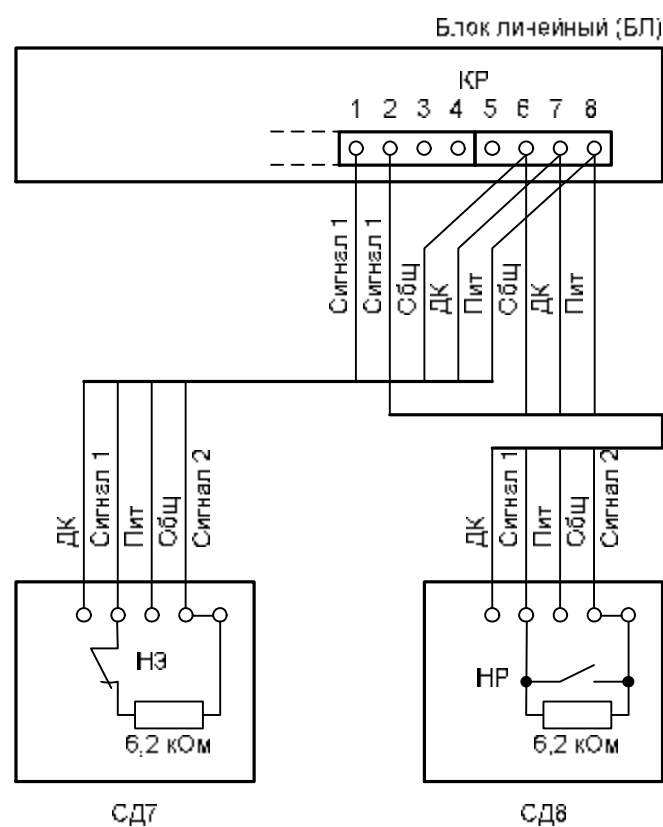 Блок линейный (БЛ)
КР
1 2 3 4 5 6 7 8
Сигнал 1
Сигнал 1
Общ
ДК
Пит
Общ
ДК
Пит
ДК
Сигнал 1
Пит
Общ
Сигнал 2
ДК
Сигнал 1
Пит
Общ
Сигнал 2
НЗ
6,2 кОм
НР
6,2 кОм
СД7
СД8